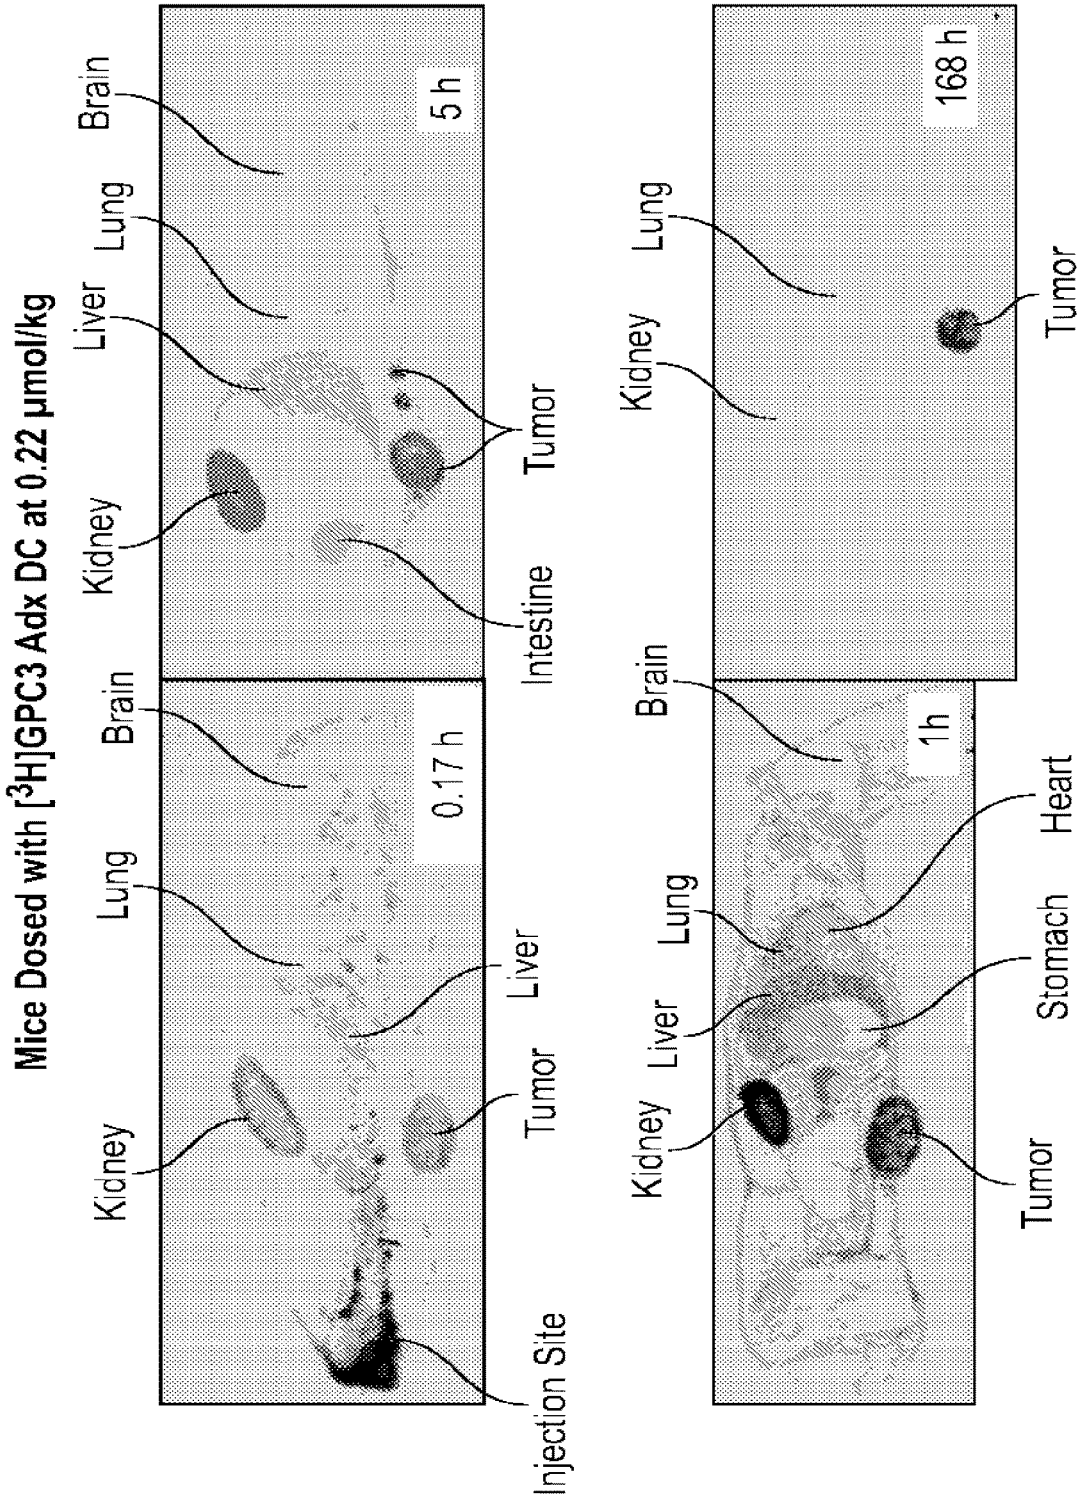 Mice Dosed with [³H]GPC3 Adx DC at 0.22 µmol/kg
Kidney
Lung
Brain
0.17 h
Injection Site
Tumor
Liver
Kidney
Liver
Lung
Brain
5 h
Intestine
Tumor
Kidney
Liver
Lung
Brain
1h
Tumor
Stomach
Heart
Kidney
Lung
168 h
Tumor